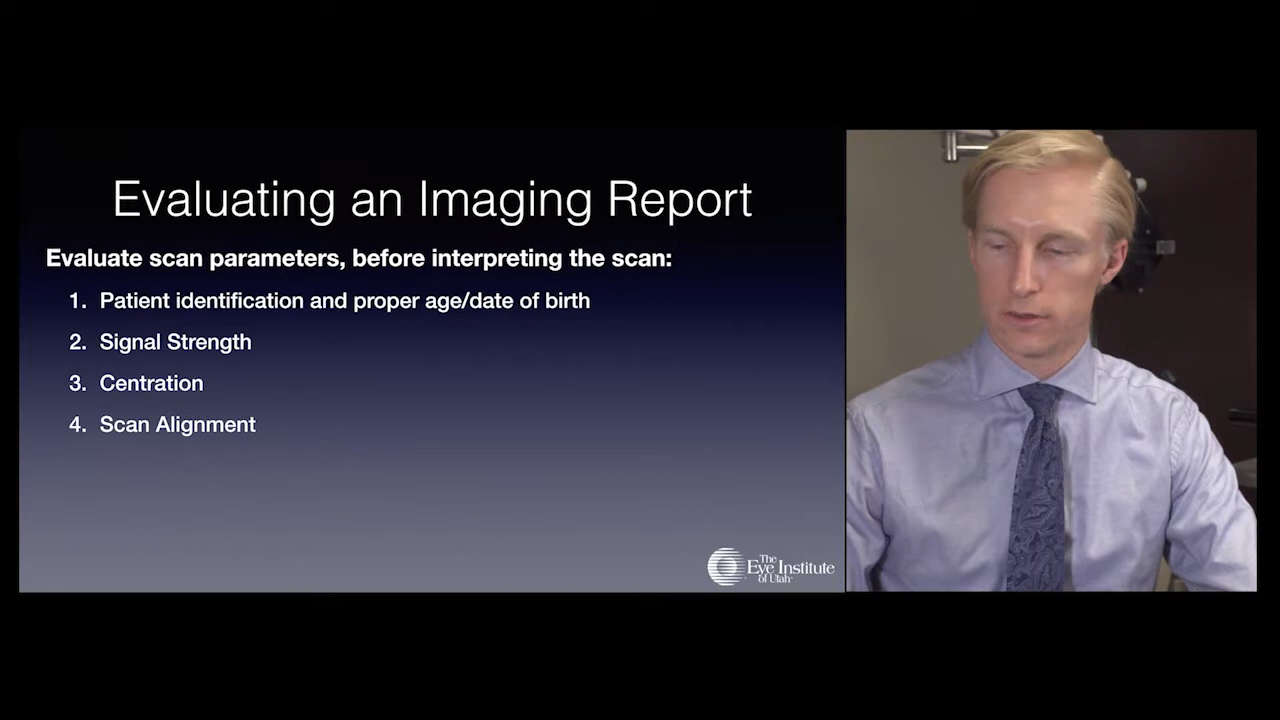 Evaluating an Imaging Report
Evaluate scan parameters, before interpreting the scan:
1. Patient identification and proper age/date of birth
2. Signal Strength
3. Centration
4. Scan Alignment
The
Eye Institute
of Utah